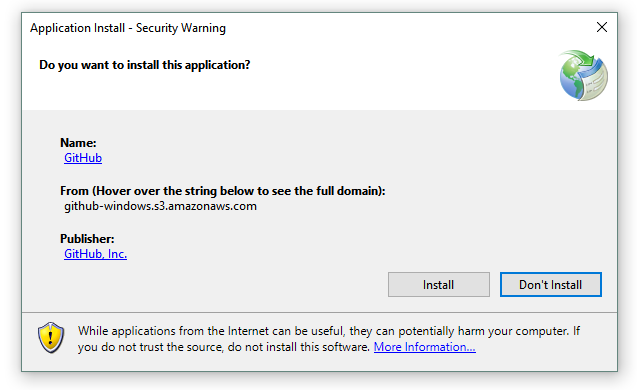 Application Install - Security Warning
Do you want to install this application?
Name:
GitHub
From (Hover over the string below to see the full domain):
github-windows.s3.amazonaws.com
Publisher:
GitHub, Inc.
Install
Don't Install
While applications from the Internet can be useful, they can potentially harm your computer. If
you do not trust the source, do not install this software. More Information...